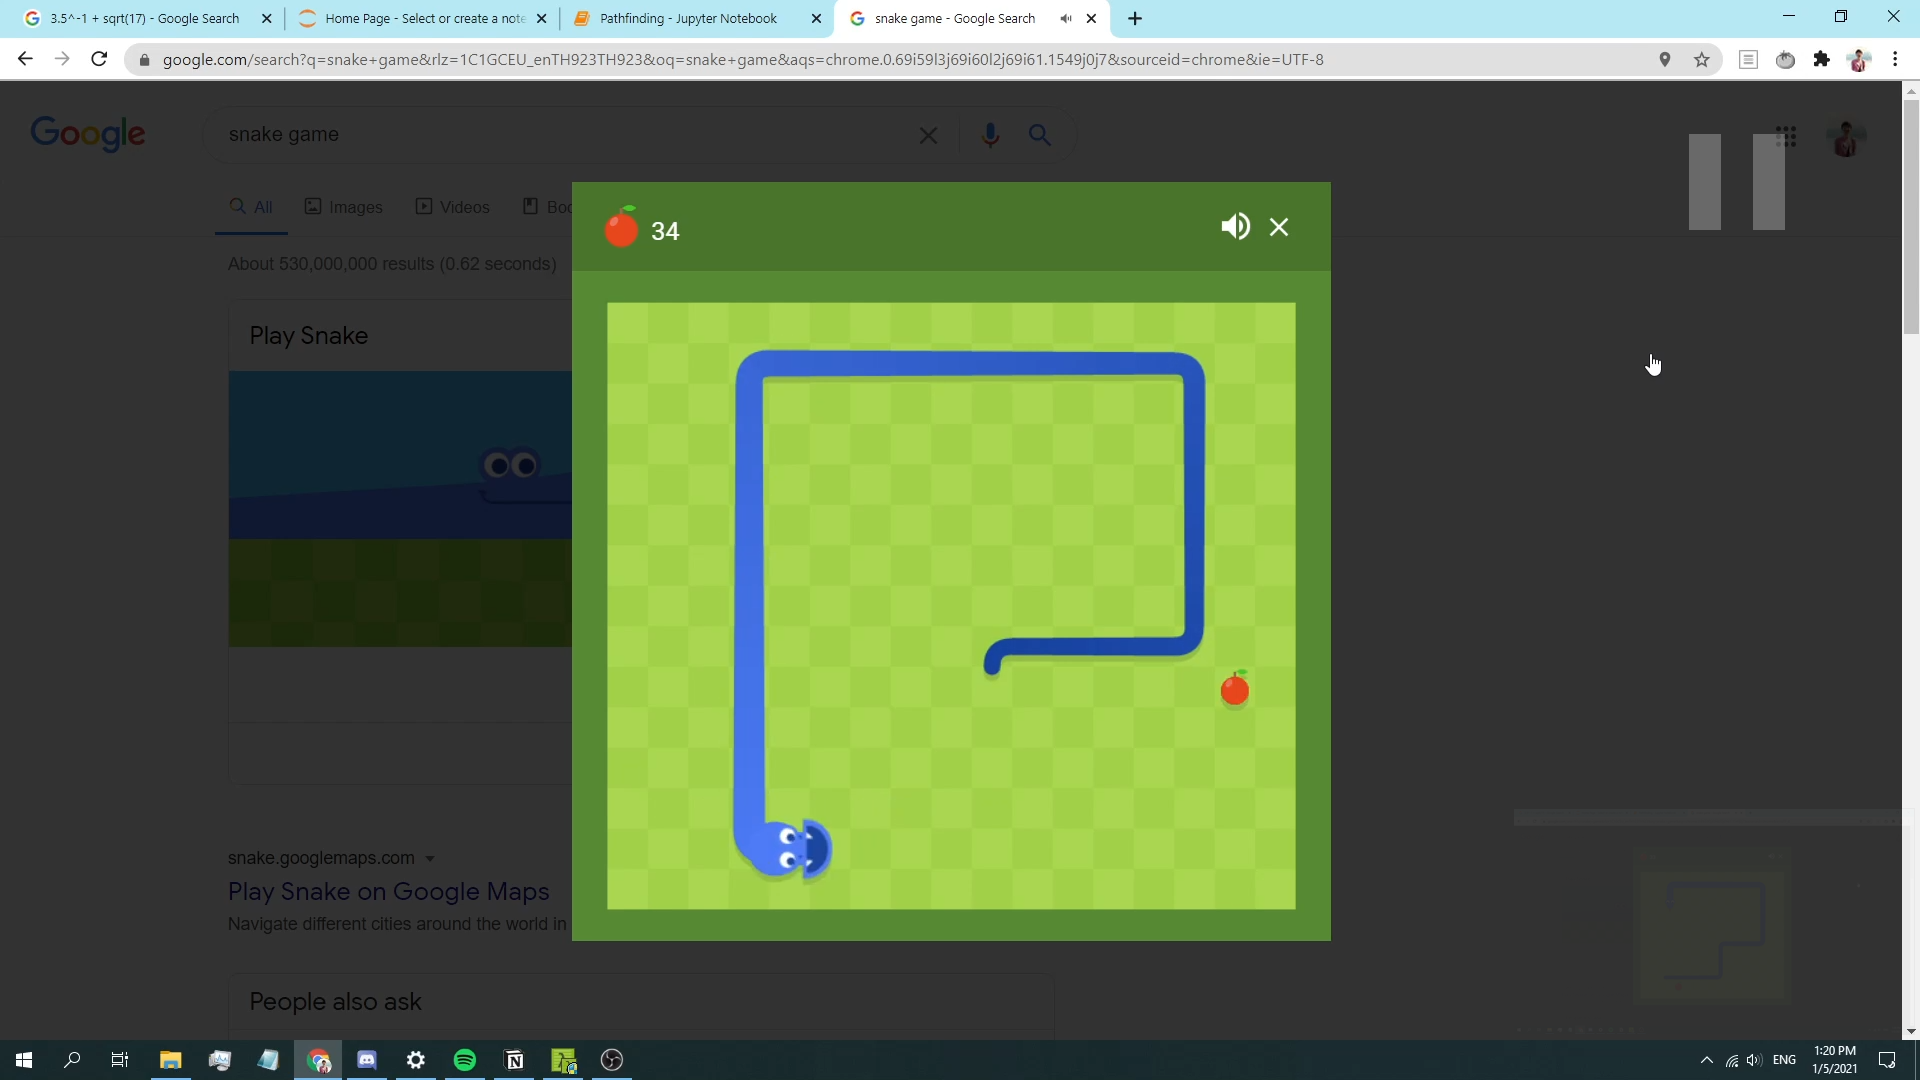 3.5^-1 + sqrt(17) - Google Search
Home Page - Select or create a note
Pathfinding - Jupyter Notebook
snake game - Google Search
google.com/search?q=snake+game&rlz=1C1GCEU_enTH923TH923&oq=snake+game&aqs=chrome.0.69i59l3j69i60l2j69i61.1549j0j7&sourceid=chrome&ie=UTF-8
Google
snake game
All
Images
Videos
Boo
About 530,000,000 results (0.62 seconds)
34
Play Snake
snake.googlemaps.com
Play Snake on Google Maps
Navigate different cities around the world in
People also ask
ENG
1:20 PM
1/5/2021